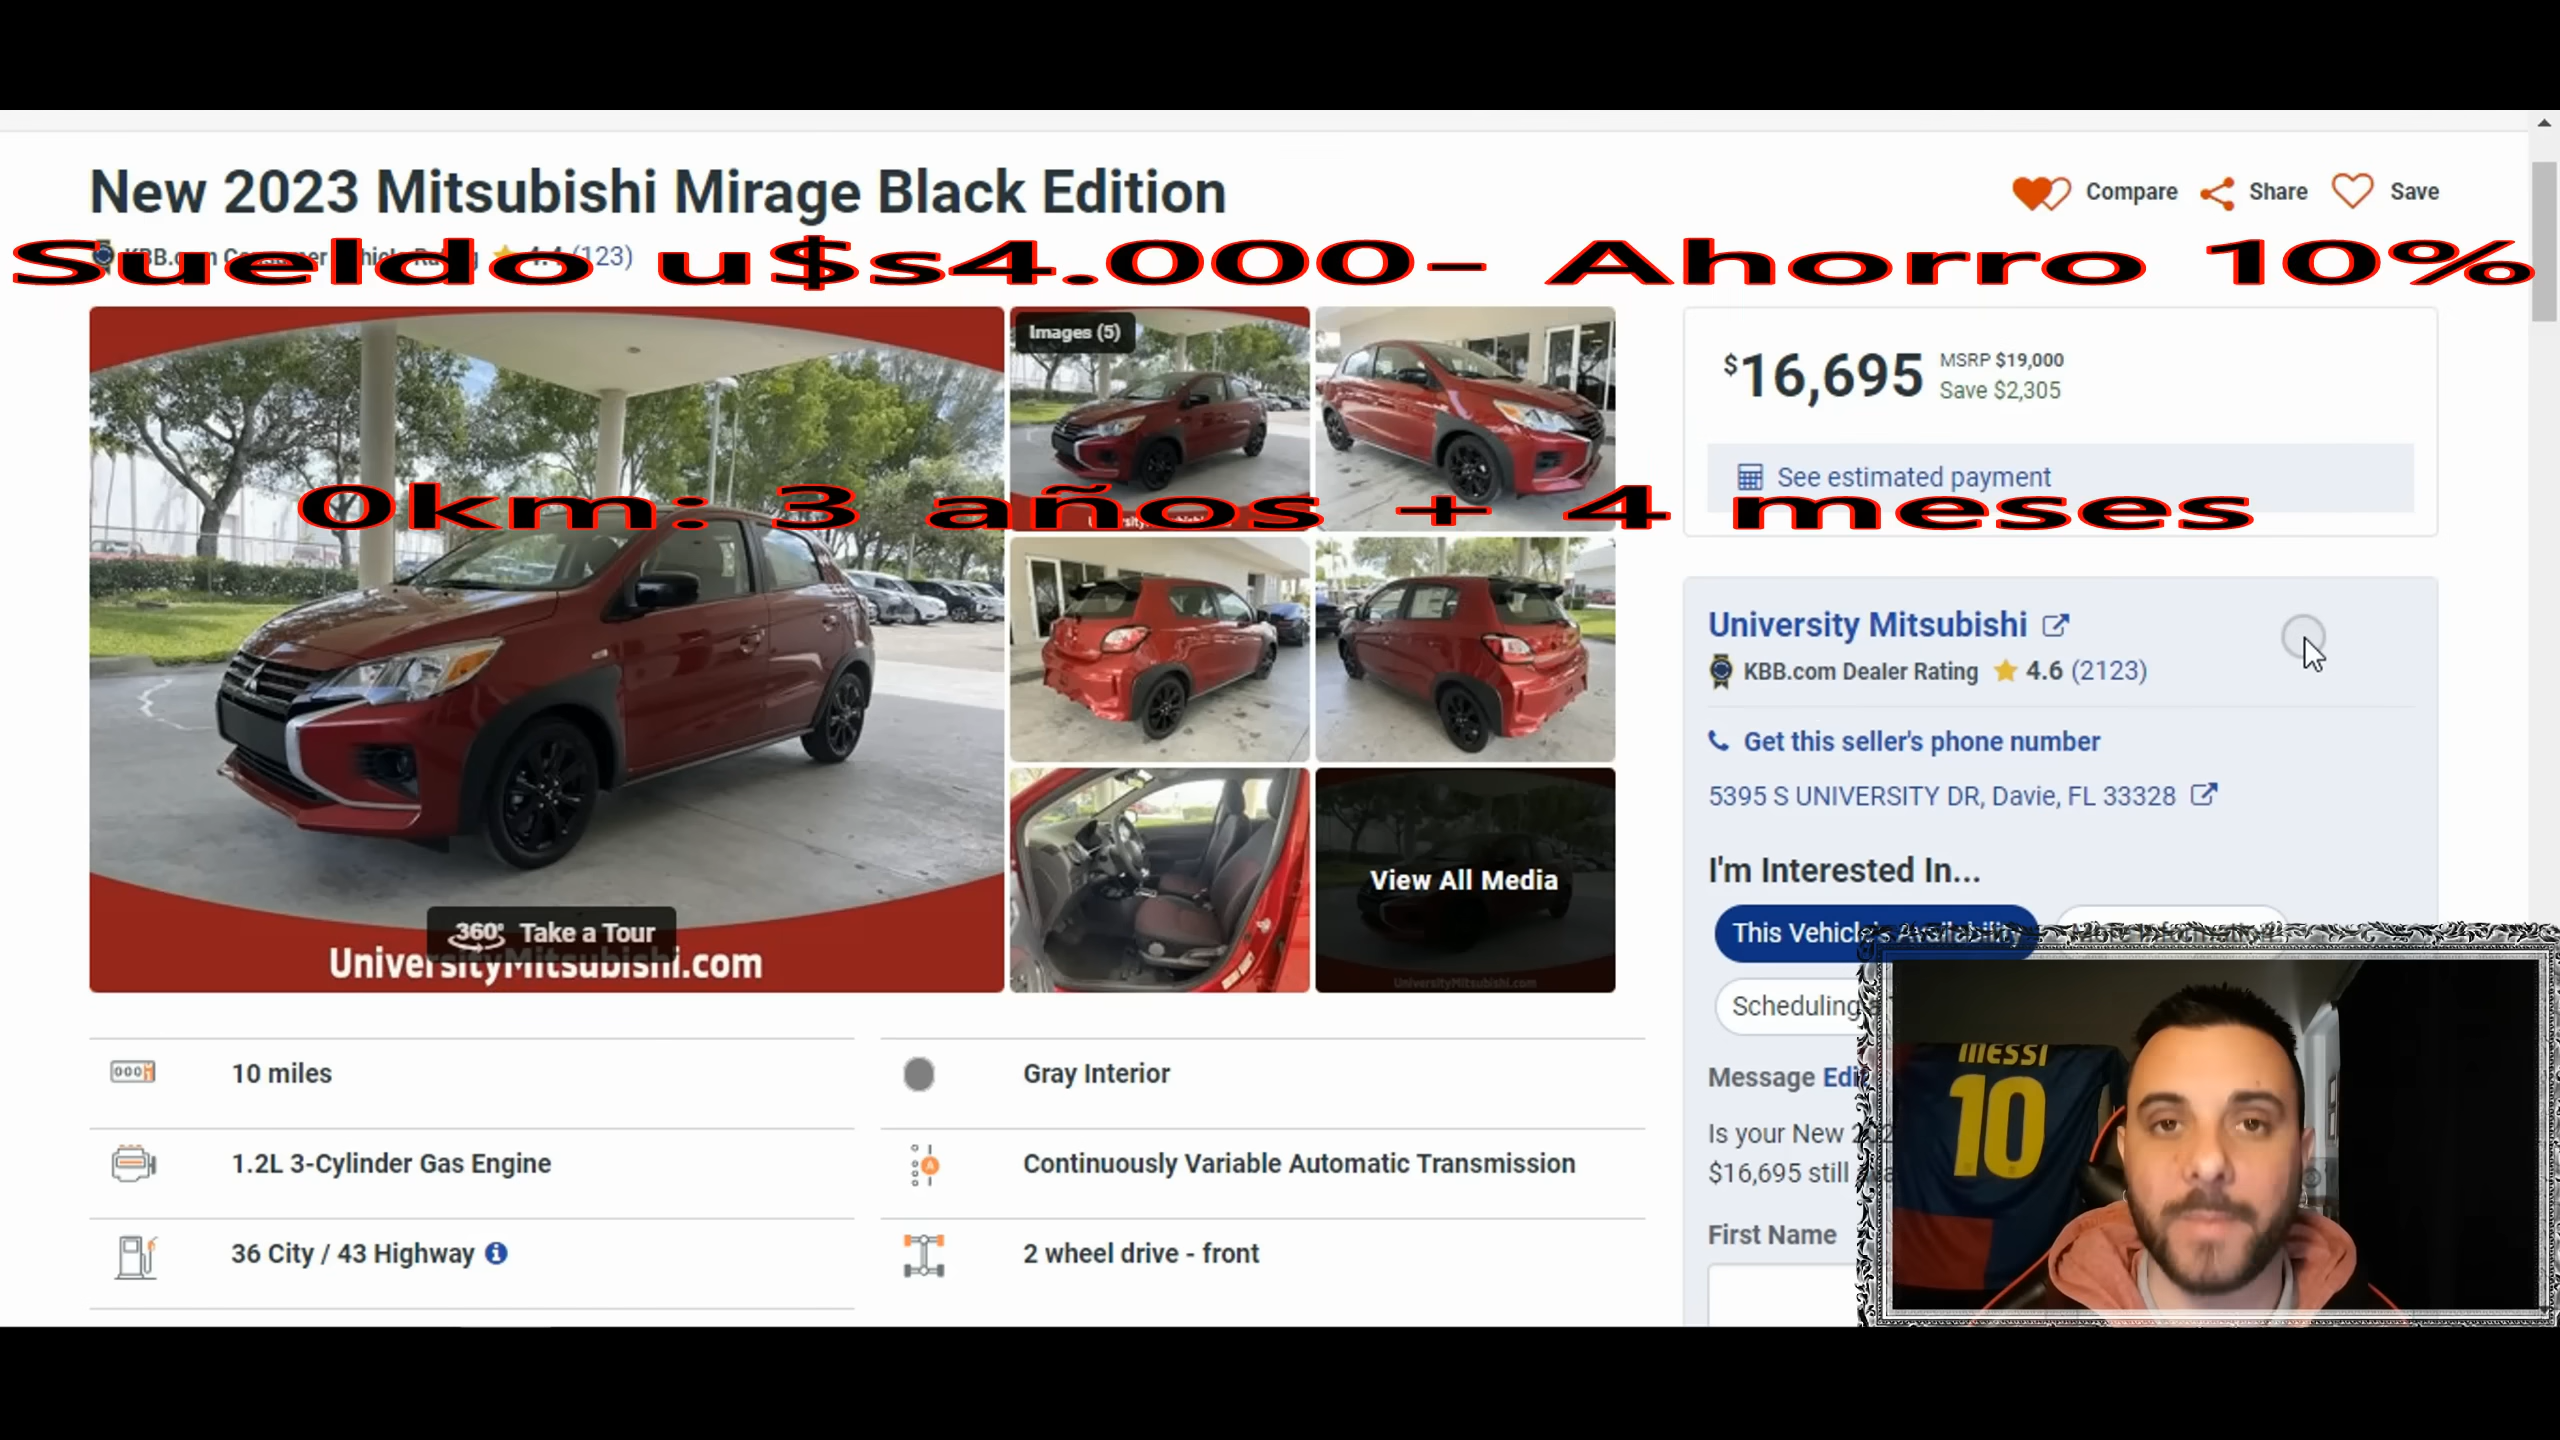 New 2023 Mitsubishi Mirage Black Edition
Compare
Share
Save
(123)
Sueldo u$s4.000- Ahorro 10%
Images (5)
$16,695
MSRP $19,000
Save $2,305
See estimated payment
0km: 3 años + 4 meses
University Mitsubishi
KBB.com Dealer Rating 4.6 (2123)
Get this seller's phone number
5395 S UNIVERSITY DR, Davie, FL 33328
I'm Interested In...
This Vehicle's Availability
More Information
Scheduling
View All Media
360° Take a Tour
UniversityMitsubishi.com
UniversityMitsubishi.com
10 miles
Gray Interior
1.2L 3-Cylinder Gas Engine
Continuously Variable Automatic Transmission
36 City / 43 Highway
2 wheel drive - front
Message
Is your New
$16,695 still
First Name
MESSI
10